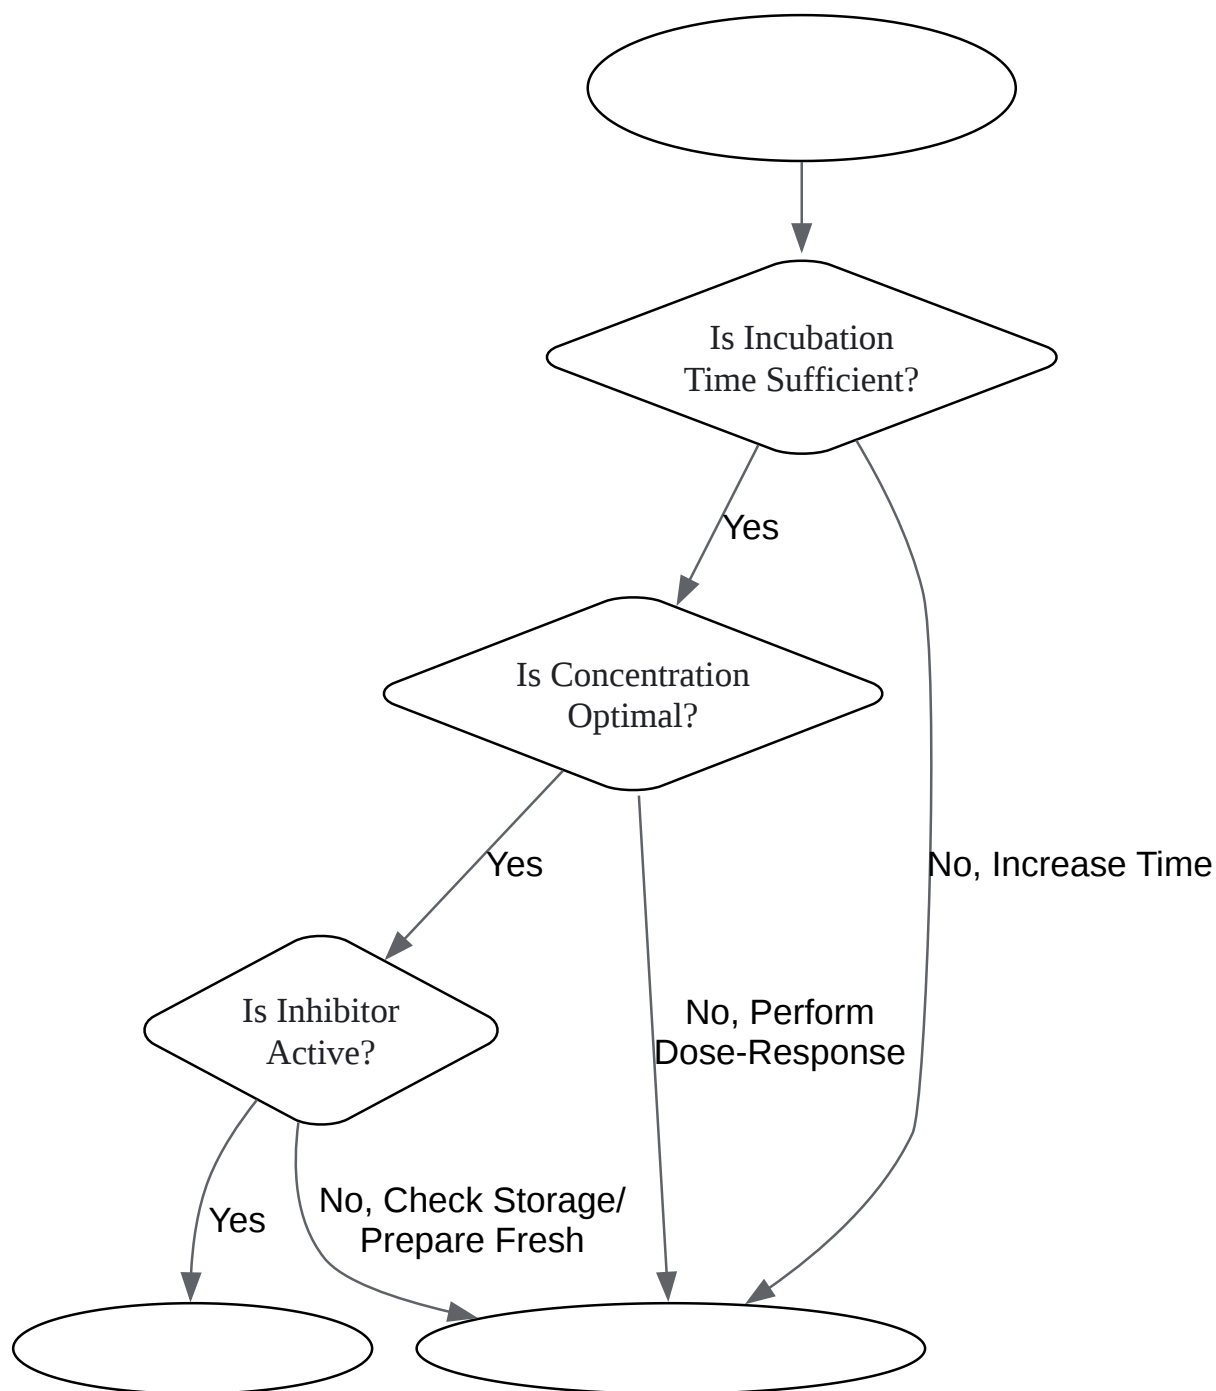 Is Incubation
Time Sufficient?
Yes
Is Concentration
Optimal?
Yes
No, Increase Time
Is Inhibitor
Active?
No, Perform
Dose-Response
Yes
No, Check Storage/
Prepare Fresh